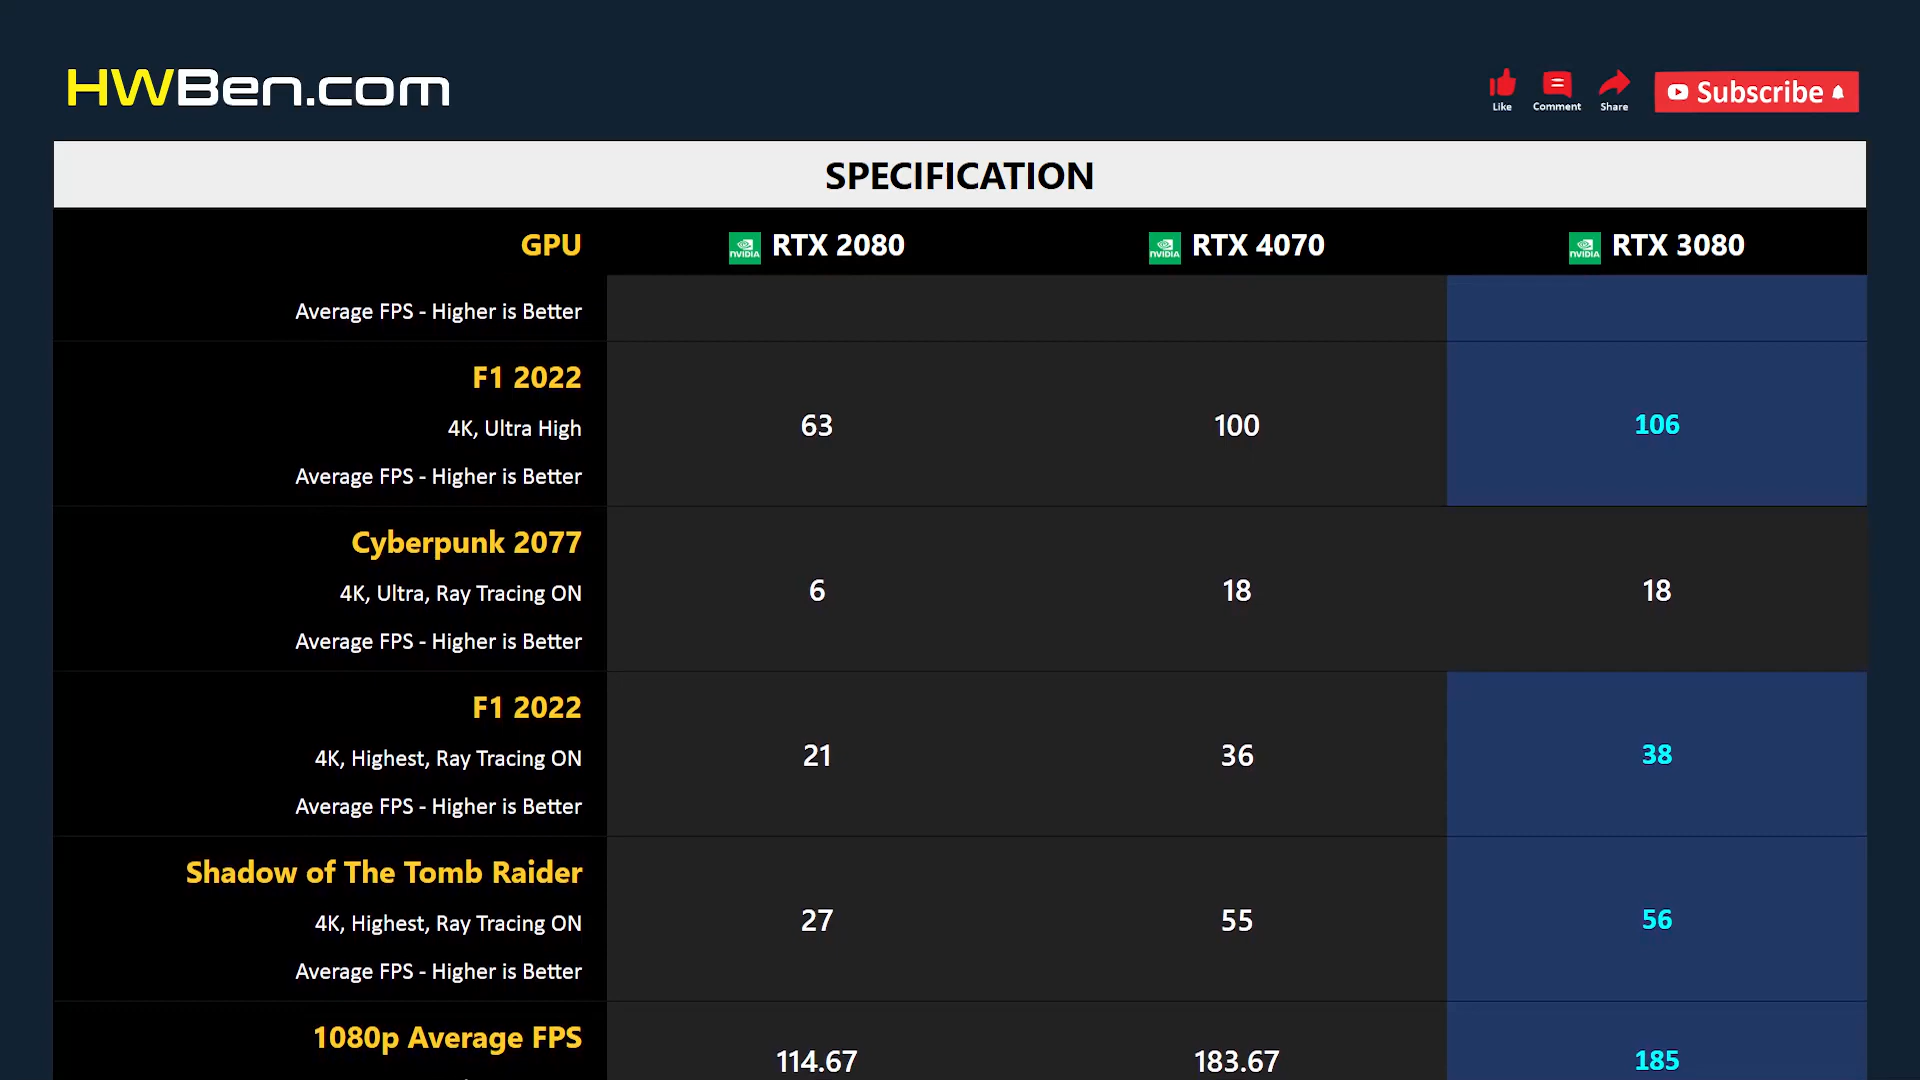 HWBen.com
Like Comment Share Subscribe
SPECIFICATION
GPU NVIDIA RTX 2080 NVIDIA RTX 4070 NVIDIA RTX 3080
Average FPS - Higher is Better
F1 2022
4K, Ultra High 63 100 106
Average FPS - Higher is Better
Cyberpunk 2077
4K, Ultra, Ray Tracing ON 6 18 18
Average FPS - Higher is Better
F1 2022
4K, Highest, Ray Tracing ON 21 36 38
Average FPS - Higher is Better
Shadow of The Tomb Raider
4K, Highest, Ray Tracing ON 27 55 56
Average FPS - Higher is Better
1080p Average FPS 114.67 183.67 185